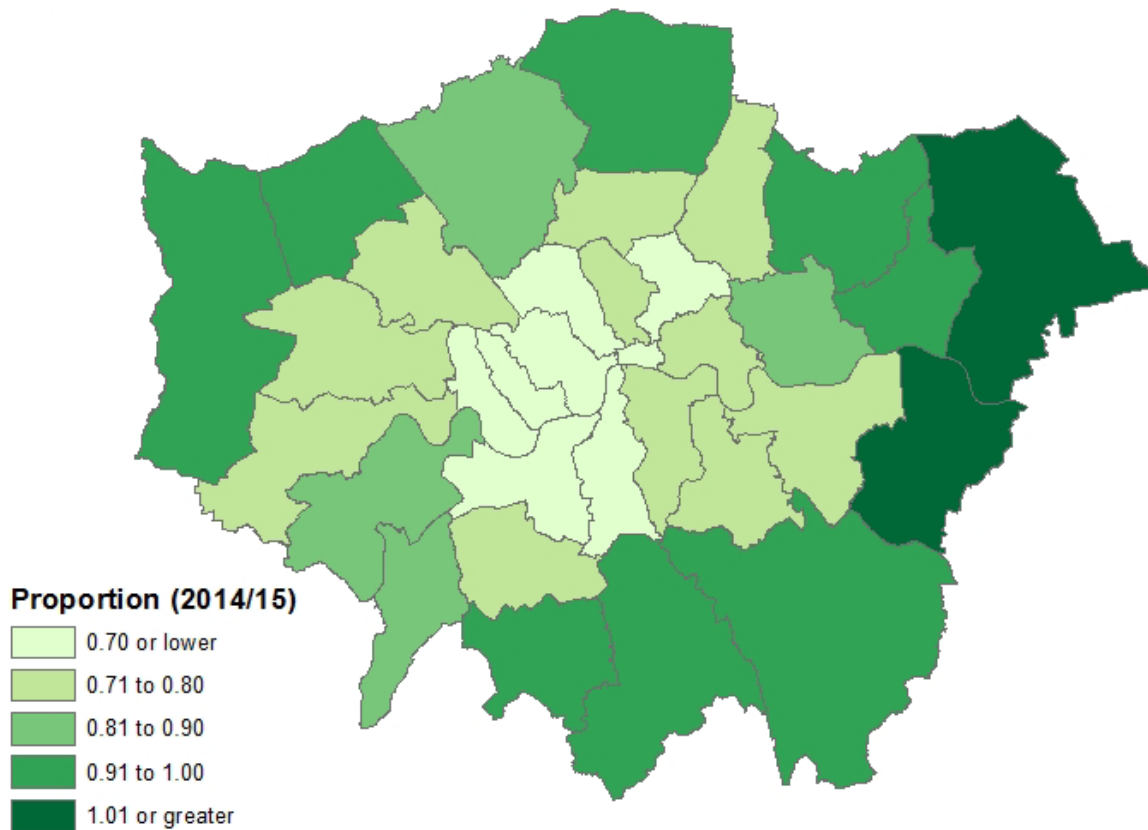 Proportion (2014/15)
0.70 or lower
0.71 to 0.80
0.81 to 0.90
0.91 to 1.00
1.01 or greater